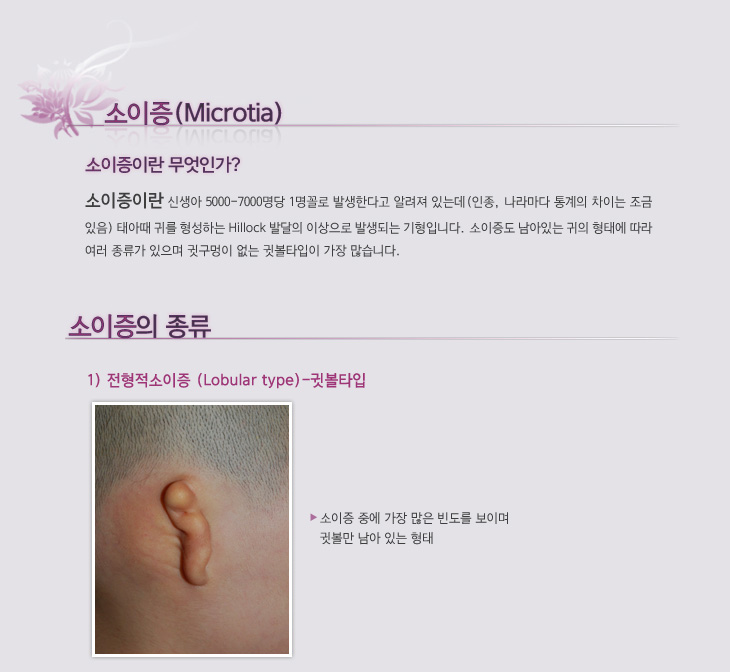 소이증(Microtia)
소이증이란 무엇인가?
소이증이란 신생아 5000-7000명당 1명꼴로 발생한다고 알려져 있는데(인종, 나라마다 통계의 차이는 조금
있음) 태아때 귀를 형성하는 Hillock 발달의 이상으로 발생되는 기형입니다. 소이증도 남아있는 귀의 형태에 따라
여러 종류가 있으며 귓구멍이 없는 귓볼타입이 가장 많습니다.
소이증의 종류
1) 전형적소이증 (Lobular type)-귓볼타입
소이증 중에 가장 많은 빈도를 보이며
귓볼만 남아 있는 형태